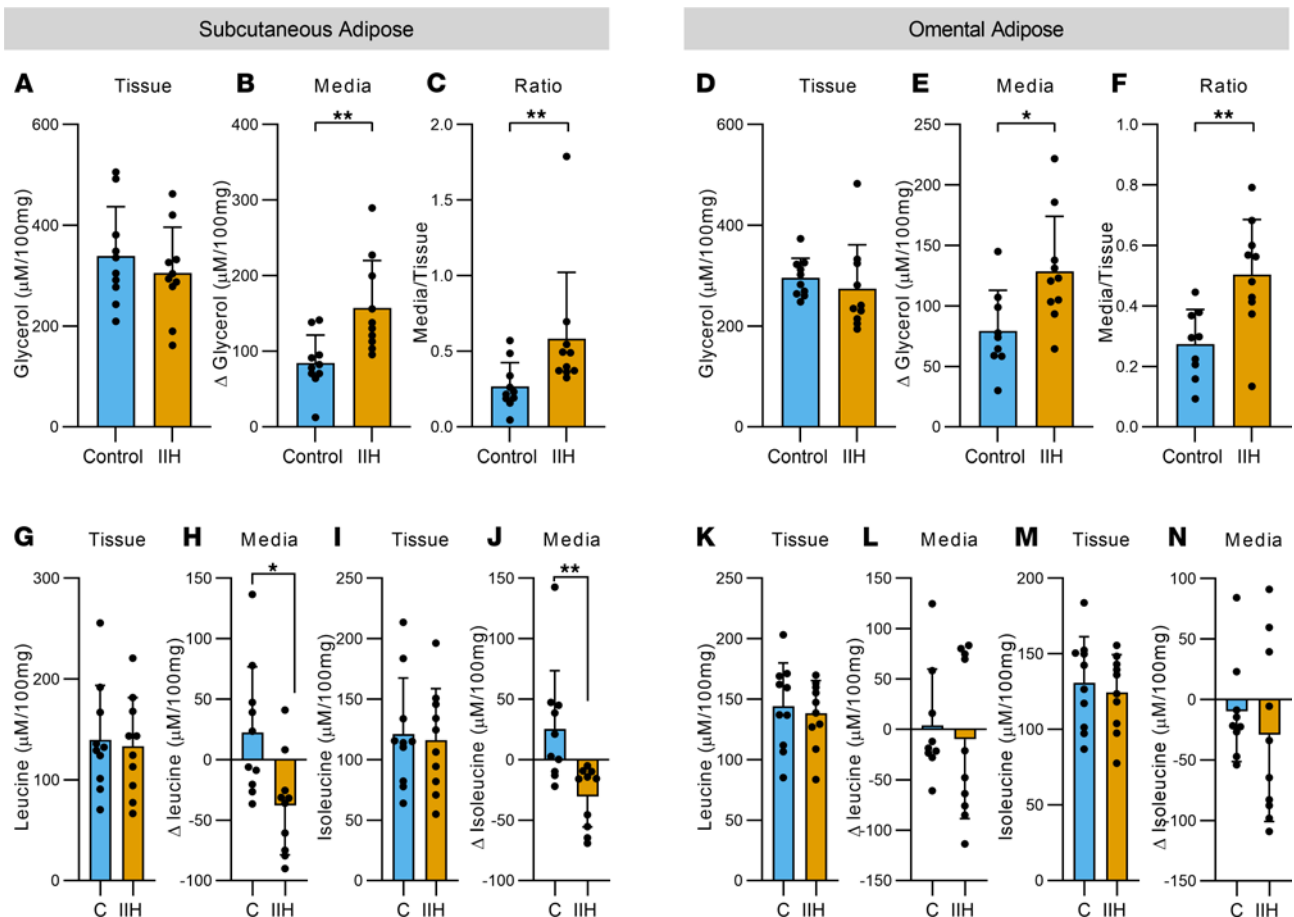 Subcutaneous Adipose
Omental Adipose
A Tissue
Glycerol (μM/100mg)
600
400
200
0
Control IIH
B Media
**
Δ Glycerol (μM/100mg)
400
300
200
100
0
Control IIH
C Ratio
**
Media/Tissue
2.0
1.5
1.0
0.5
0.0
Control IIH
D Tissue
Glycerol (μM/100mg)
600
400
200
0
Control IIH
E Media
*
Δ Glycerol (μM/100mg)
250
200
150
100
50
0
Control IIH
F Ratio
**
Media/Tissue
1.0
0.8
0.6
0.4
0.2
0.0
Control IIH
G Tissue
Leucine (μM/100mg)
300
200
100
0
C IIH
H Media
*
Δ leucine (μM/100mg)
150
100
50
0
-50
-100
C IIH
I Tissue
Isoleucine (μM/100mg)
250
200
150
100
50
0
C IIH
J Media
**
Δ Isoleucine (μM/100mg)
150
100
50
0
-50
-100
C IIH
K Tissue
Leucine (μM/100mg)
250
200
150
100
50
0
C IIH
L Media
Δ leucine (μM/100mg)
150
100
50
0
-50
-100
-150
C IIH
M Tissue
Isoleucine (μM/100mg)
200
150
100
50
0
C IIH
N Media
Δ Isoleucine (μM/100mg)
100
50
0
-50
-100
-150
C IIH